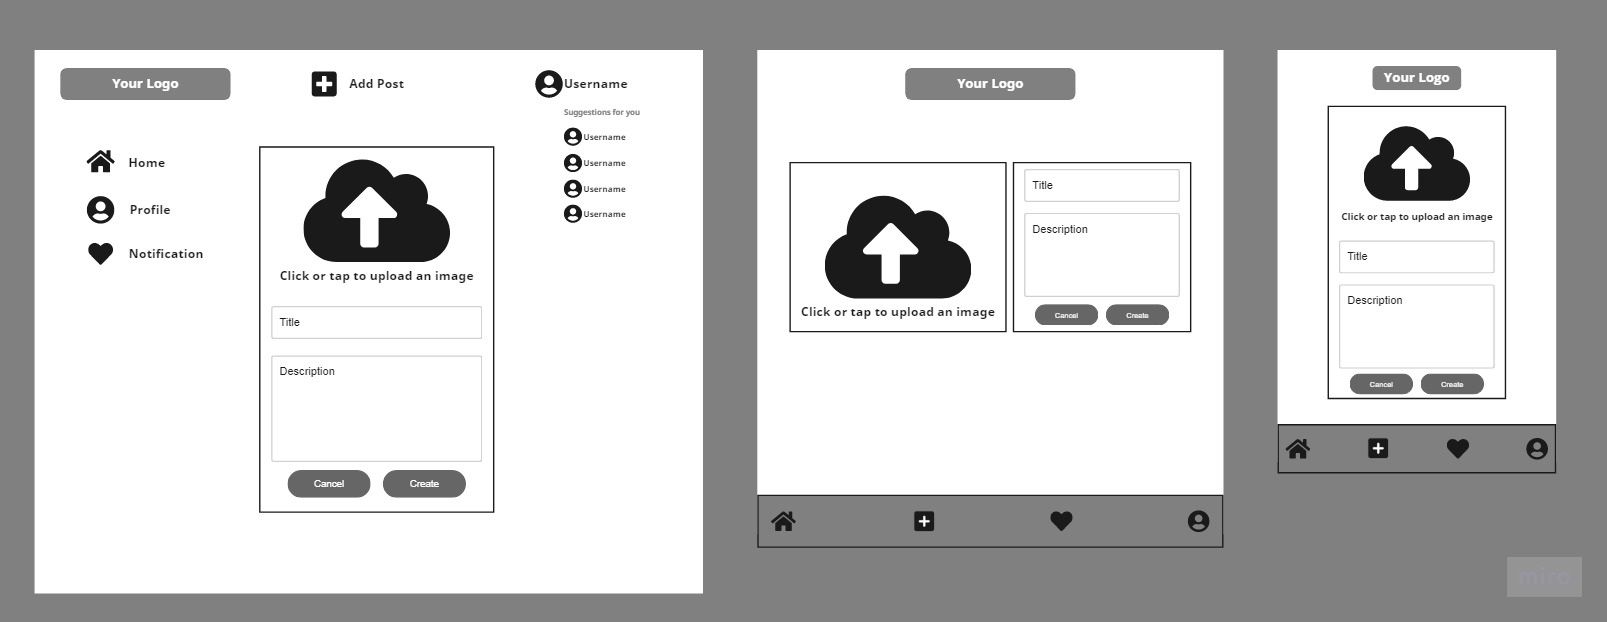 Your Logo
Add Post
Username
Suggestions for you
Username
Username
Username
Username
Home
Profile
Notification
Click or tap to upload an image
Title
Description
Cancel
Create
Your Logo
Click or tap to upload an image
Title
Description
Cancel
Create
Your Logo
Click or tap to upload an image
Title
Description
Cancel
Create
miro